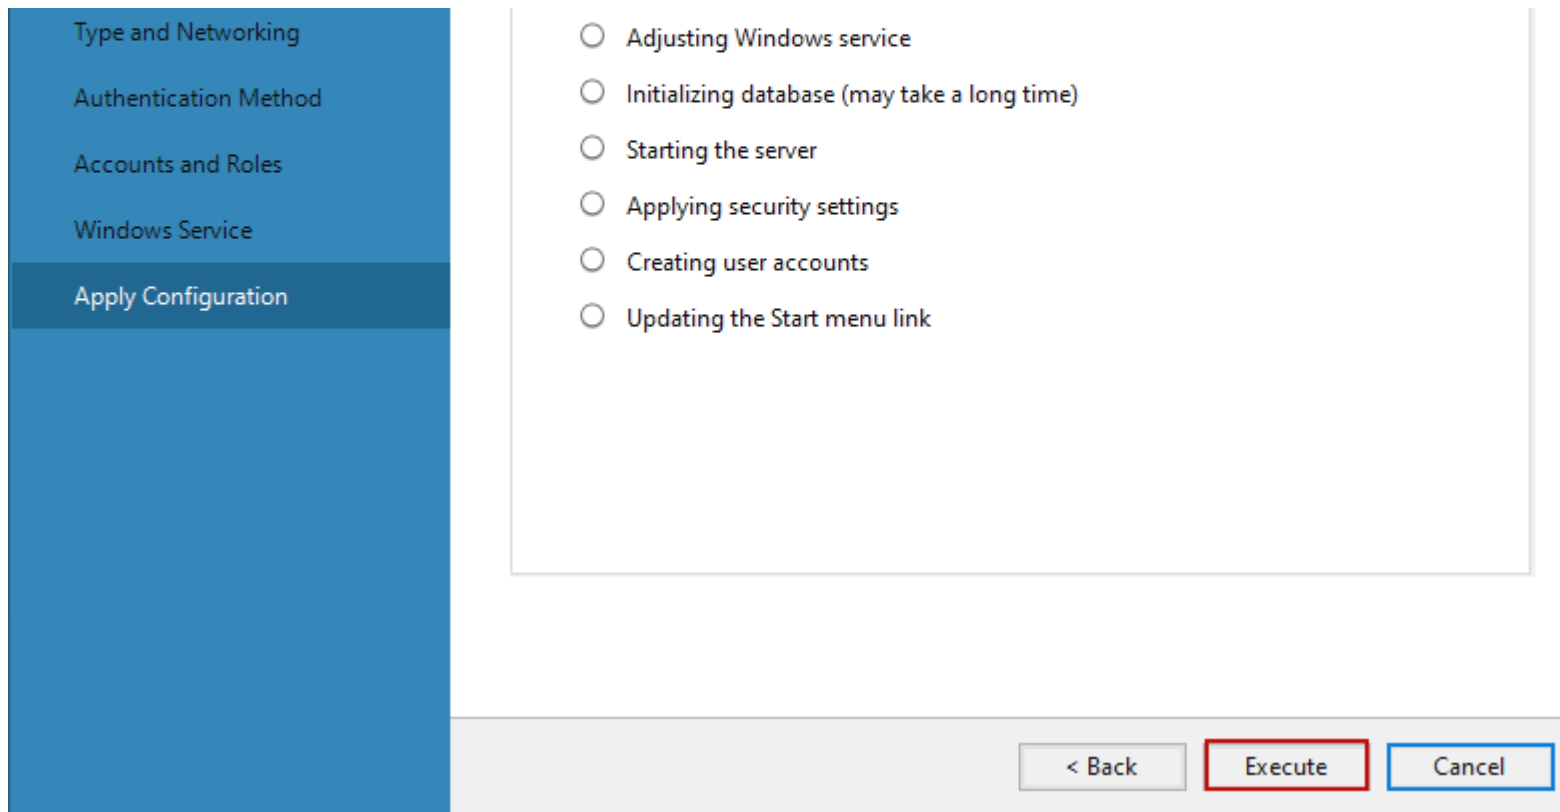 Type and Networking
Authentication Method
Accounts and Roles
Windows Service
Apply Configuration
Adjusting Windows service
Initializing database (may take a long time)
Starting the server
Applying security settings
Creating user accounts
Updating the Start menu link
< Back
Execute
Cancel